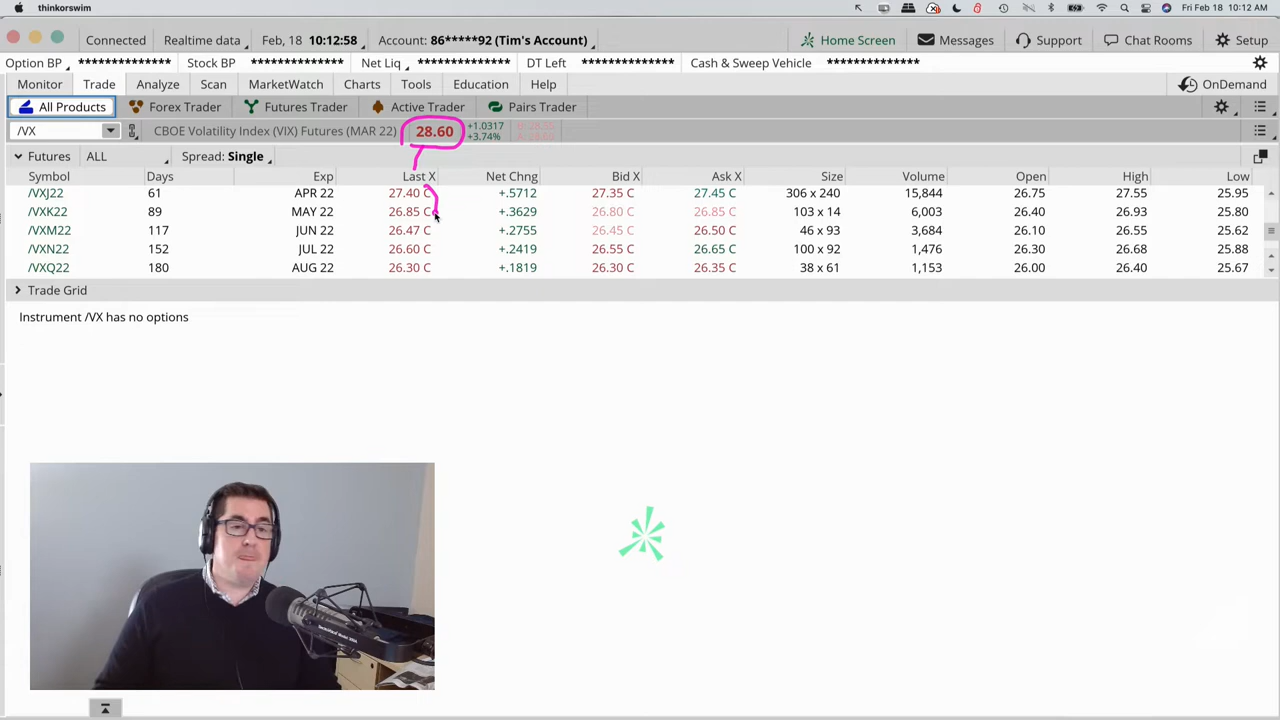 thinkorswim Fri Feb 18 10:12 AM
Connected Realtime data Feb, 18 10:12:58 Account: 86*****92 (Tim's Account) Home Screen Messages Support Chat Rooms Setup
Option BP ************** Stock BP ************** Net Liq ************** DT Left ************** Cash & Sweep Vehicle **************
Monitor Trade Analyze Scan MarketWatch Charts Tools Education Help OnDemand
All Products Forex Trader Futures Trader Active Trader Pairs Trader
/VX CBOE Volatility Index (VIX) Futures (MAR 22) 28.60 +1.0317
+3.74%
Futures ALL Spread: Single
Symbol Days Exp Last X Net Chng Bid X Ask X Size Volume Open High Low
/VXJ22 61 APR 22 27.40 C +.5712 27.35 C 27.45 C 306 x 240 15,844 26.75 27.55 25.95
/VXK22 89 MAY 22 26.85 C +.3629 26.80 C 26.85 C 103 x 14 6,003 26.40 26.93 25.80
/VXM22 117 JUN 22 26.47 C +.2755 26.45 C 26.50 C 46 x 93 3,684 26.10 26.55 25.62
/VXN22 152 JUL 22 26.60 C +.2419 26.55 C 26.65 C 100 x 92 1,476 26.30 26.68 25.88
/VXQ22 180 AUG 22 26.30 C +.1819 26.30 C 26.35 C 38 x 61 1,153 26.00 26.40 25.67
Trade Grid
Instrument /VX has no options